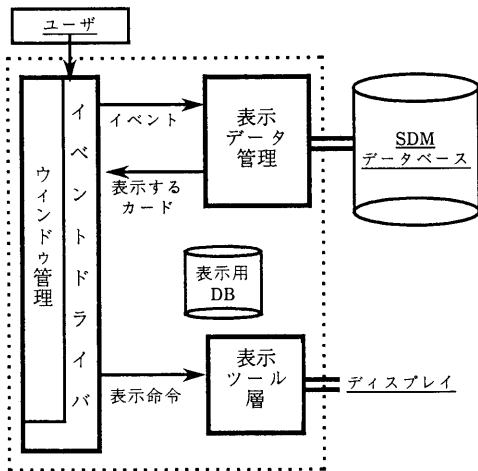 ユーザ
イベントドライバ
ウィンドゥ管理
イベント
表示する
カード
表示
データ
管理
SDM
データベース
表示用
DB
表示命令
表示
ツール
層
ディスプレイ